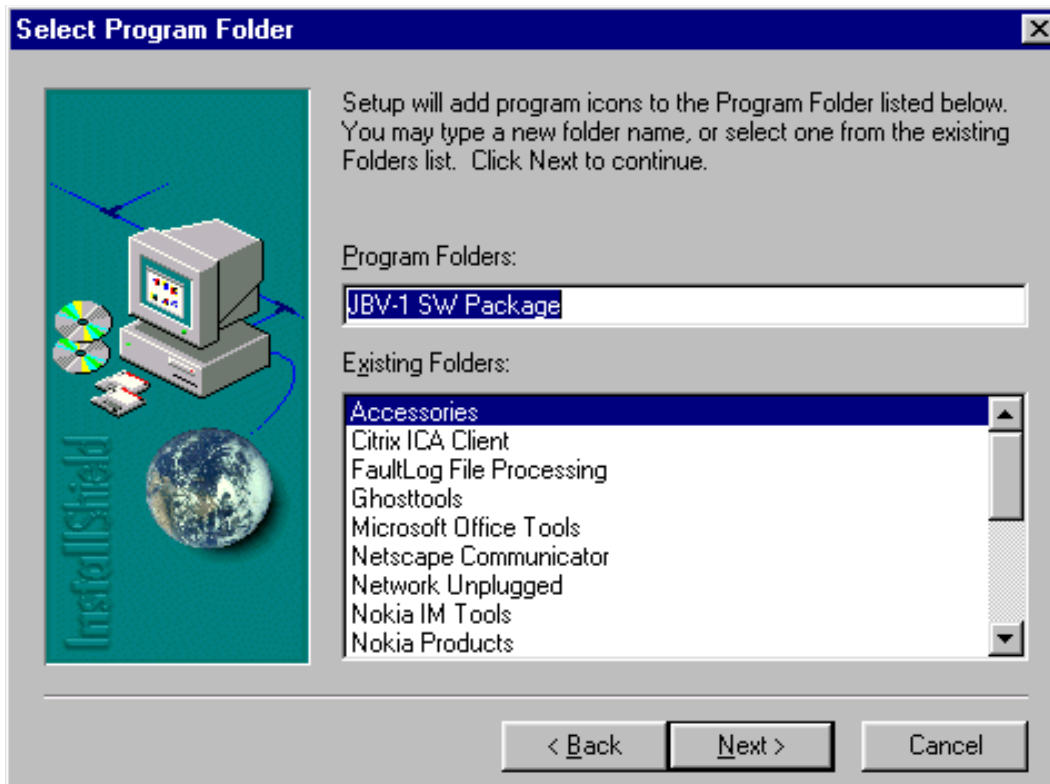 Select Program Folder
Setup will add program icons to the Program Folder listed below.
You may type a new folder name, or select one from the existing
Folders list.  Click Next to continue.
Program Folders:
JBV-1 SW Package
Existing Folders:
Accessories
Citrix ICA Client
FaultLog File Processing
Ghosttools
Microsoft Office Tools
Netscape Communicator
Network Unplugged
Nokia IM Tools
Nokia Products
InstallShield
< Back
Next >
Cancel